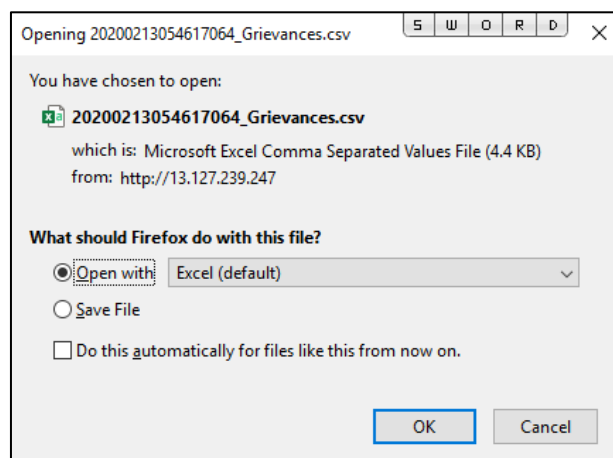 Opening 20200213054617064_Grievances.csv
S W O R D
You have chosen to open:
20200213054617064_Grievances.csv
which is: Microsoft Excel Comma Separated Values File (4.4 KB)
from: http://13.127.239.247
What should Firefox do with this file?
Open with Excel (default)
Save File
Do this automatically for files like this from now on.
OK Cancel